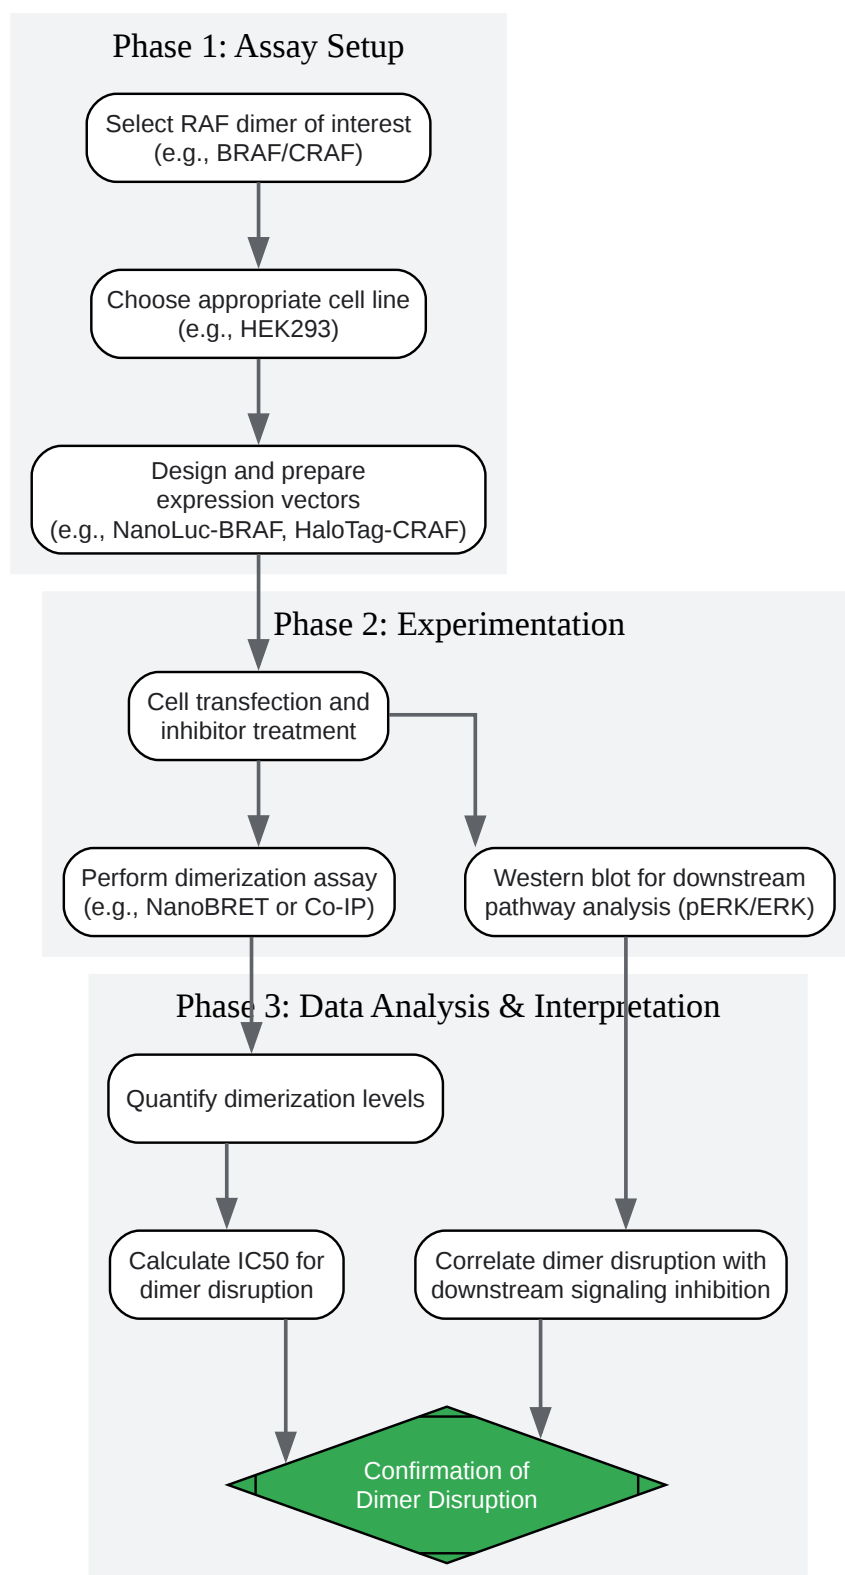 Phase 1: Assay Setup
Select RAF dimer of interest
(e.g., BRAF/CRAF)
Choose appropriate cell line
(e.g., HEK293)
Design and prepare
expression vectors
(e.g., NanoLuc-BRAF, HaloTag-CRAF)
Phase 2: Experimentation
Cell transfection and
inhibitor treatment
Perform dimerization assay
(e.g., NanoBRET or Co-IP)
Western blot for downstream
pathway analysis (pERK/ERK)
Phase 3: Data Analysis & Interpretation
Quantify dimerization levels
Calculate IC50 for
dimer disruption
Correlate dimer disruption with
downstream signaling inhibition
Confirmation of
Dimer Disruption